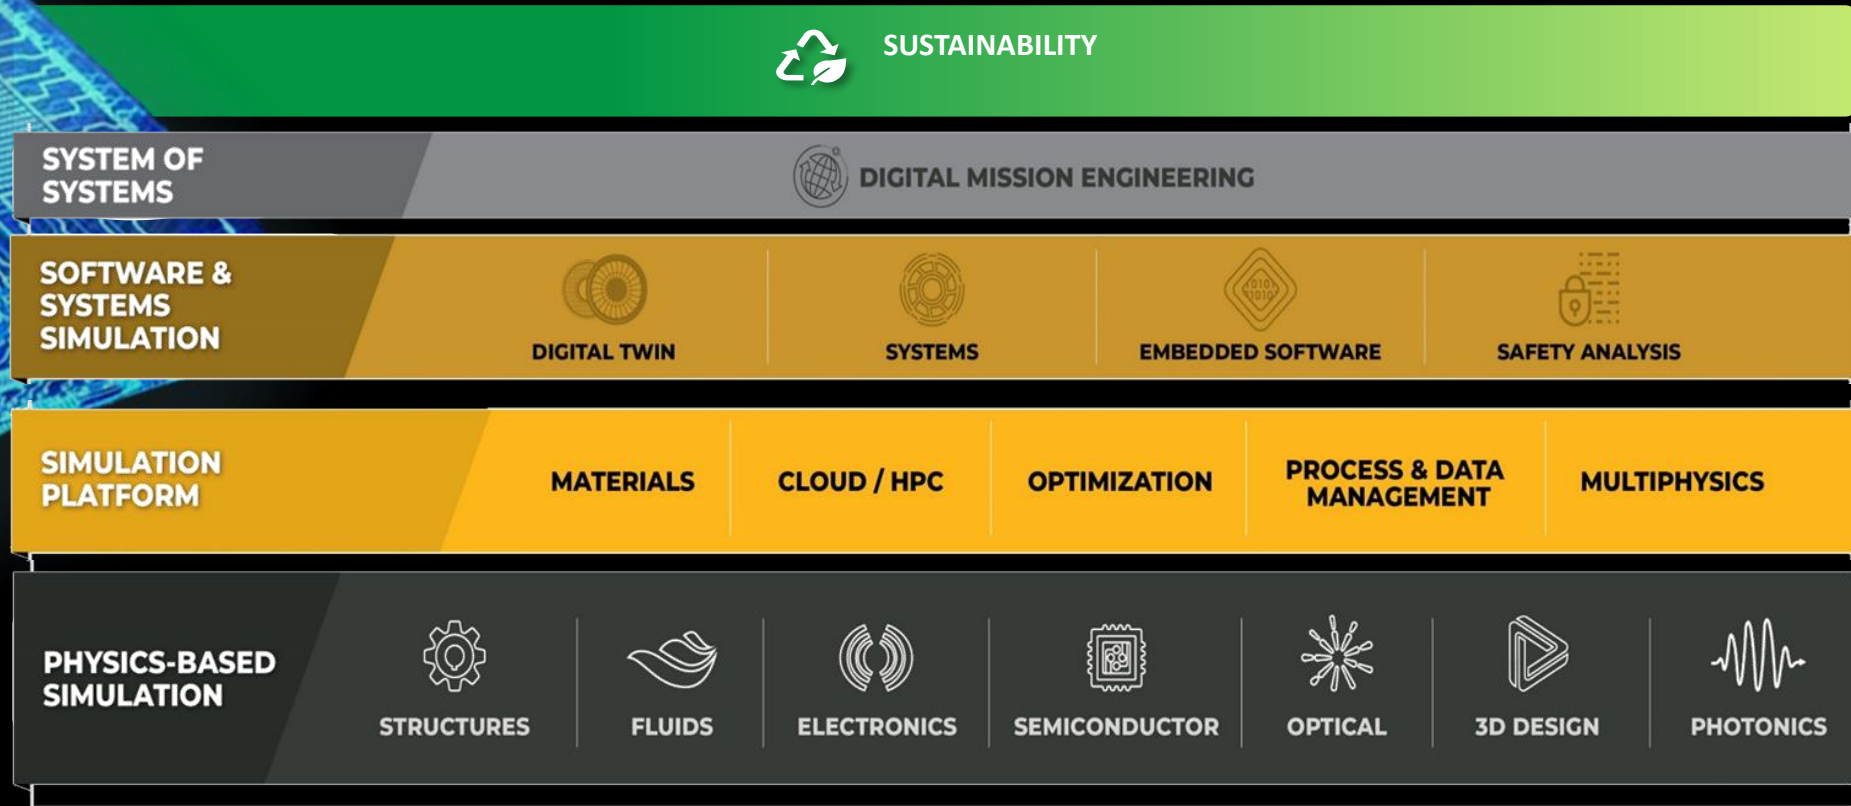 SUSTAINABILITY
SYSTEM OF
SYSTEMS
DIGITAL MISSION ENGINEERING
SOFTWARE &
SYSTEMS
SIMULATION
DIGITAL TWIN
SYSTEMS
01010
11010
EMBEDDED SOFTWARE
SAFETY ANALYSIS
SIMULATION
PLATFORM
MATERIALS
CLOUD / HPC
OPTIMIZATION
PROCESS & DATA
MANAGEMENT
MULTIPHYSICS
PHYSICS-BASED
SIMULATION
STRUCTURES
FLUIDS
ELECTRONICS
SEMICONDUCTOR
OPTICAL
3D DESIGN
PHOTONICS